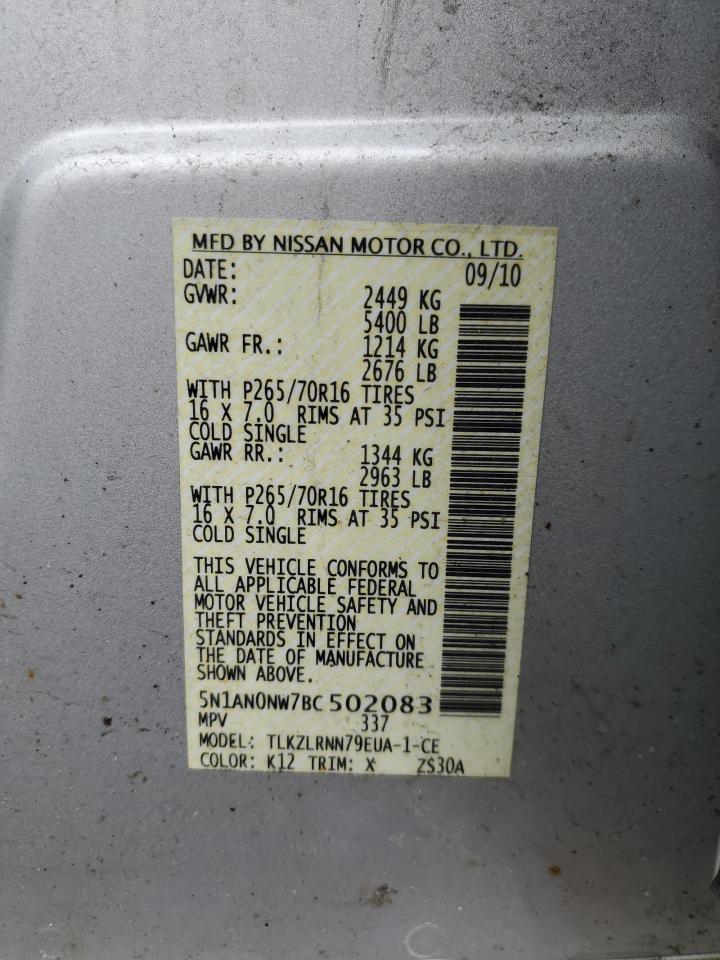 MFD BY NISSAN MOTOR CO., LTD.
DATE: 09/10
GVWR: 2449 KG
5400 LB
GAWR FR.: 1214 KG
2676 LB
WITH P265/70R16 TIRES
16 X 7.0 RIMS AT 35 PSI
COLD SINGLE
GAWR RR.: 1344 KG
2963 LB
WITH P265/70R16 TIRES
16 X 7.0 RIMS AT 35 PSI
COLD SINGLE
THIS VEHICLE CONFORMS TO
ALL APPLICABLE FEDERAL
MOTOR VEHICLE SAFETY AND
THEFT PREVENTION
STANDARDS IN EFFECT ON
THE DATE OF MANUFACTURE
SHOWN ABOVE.
5N1AN0NW7BC 502083
MPV 337
MODEL: TLKZLRNN79EUA-1-CE
COLOR: K12 TRIM: X ZS30A